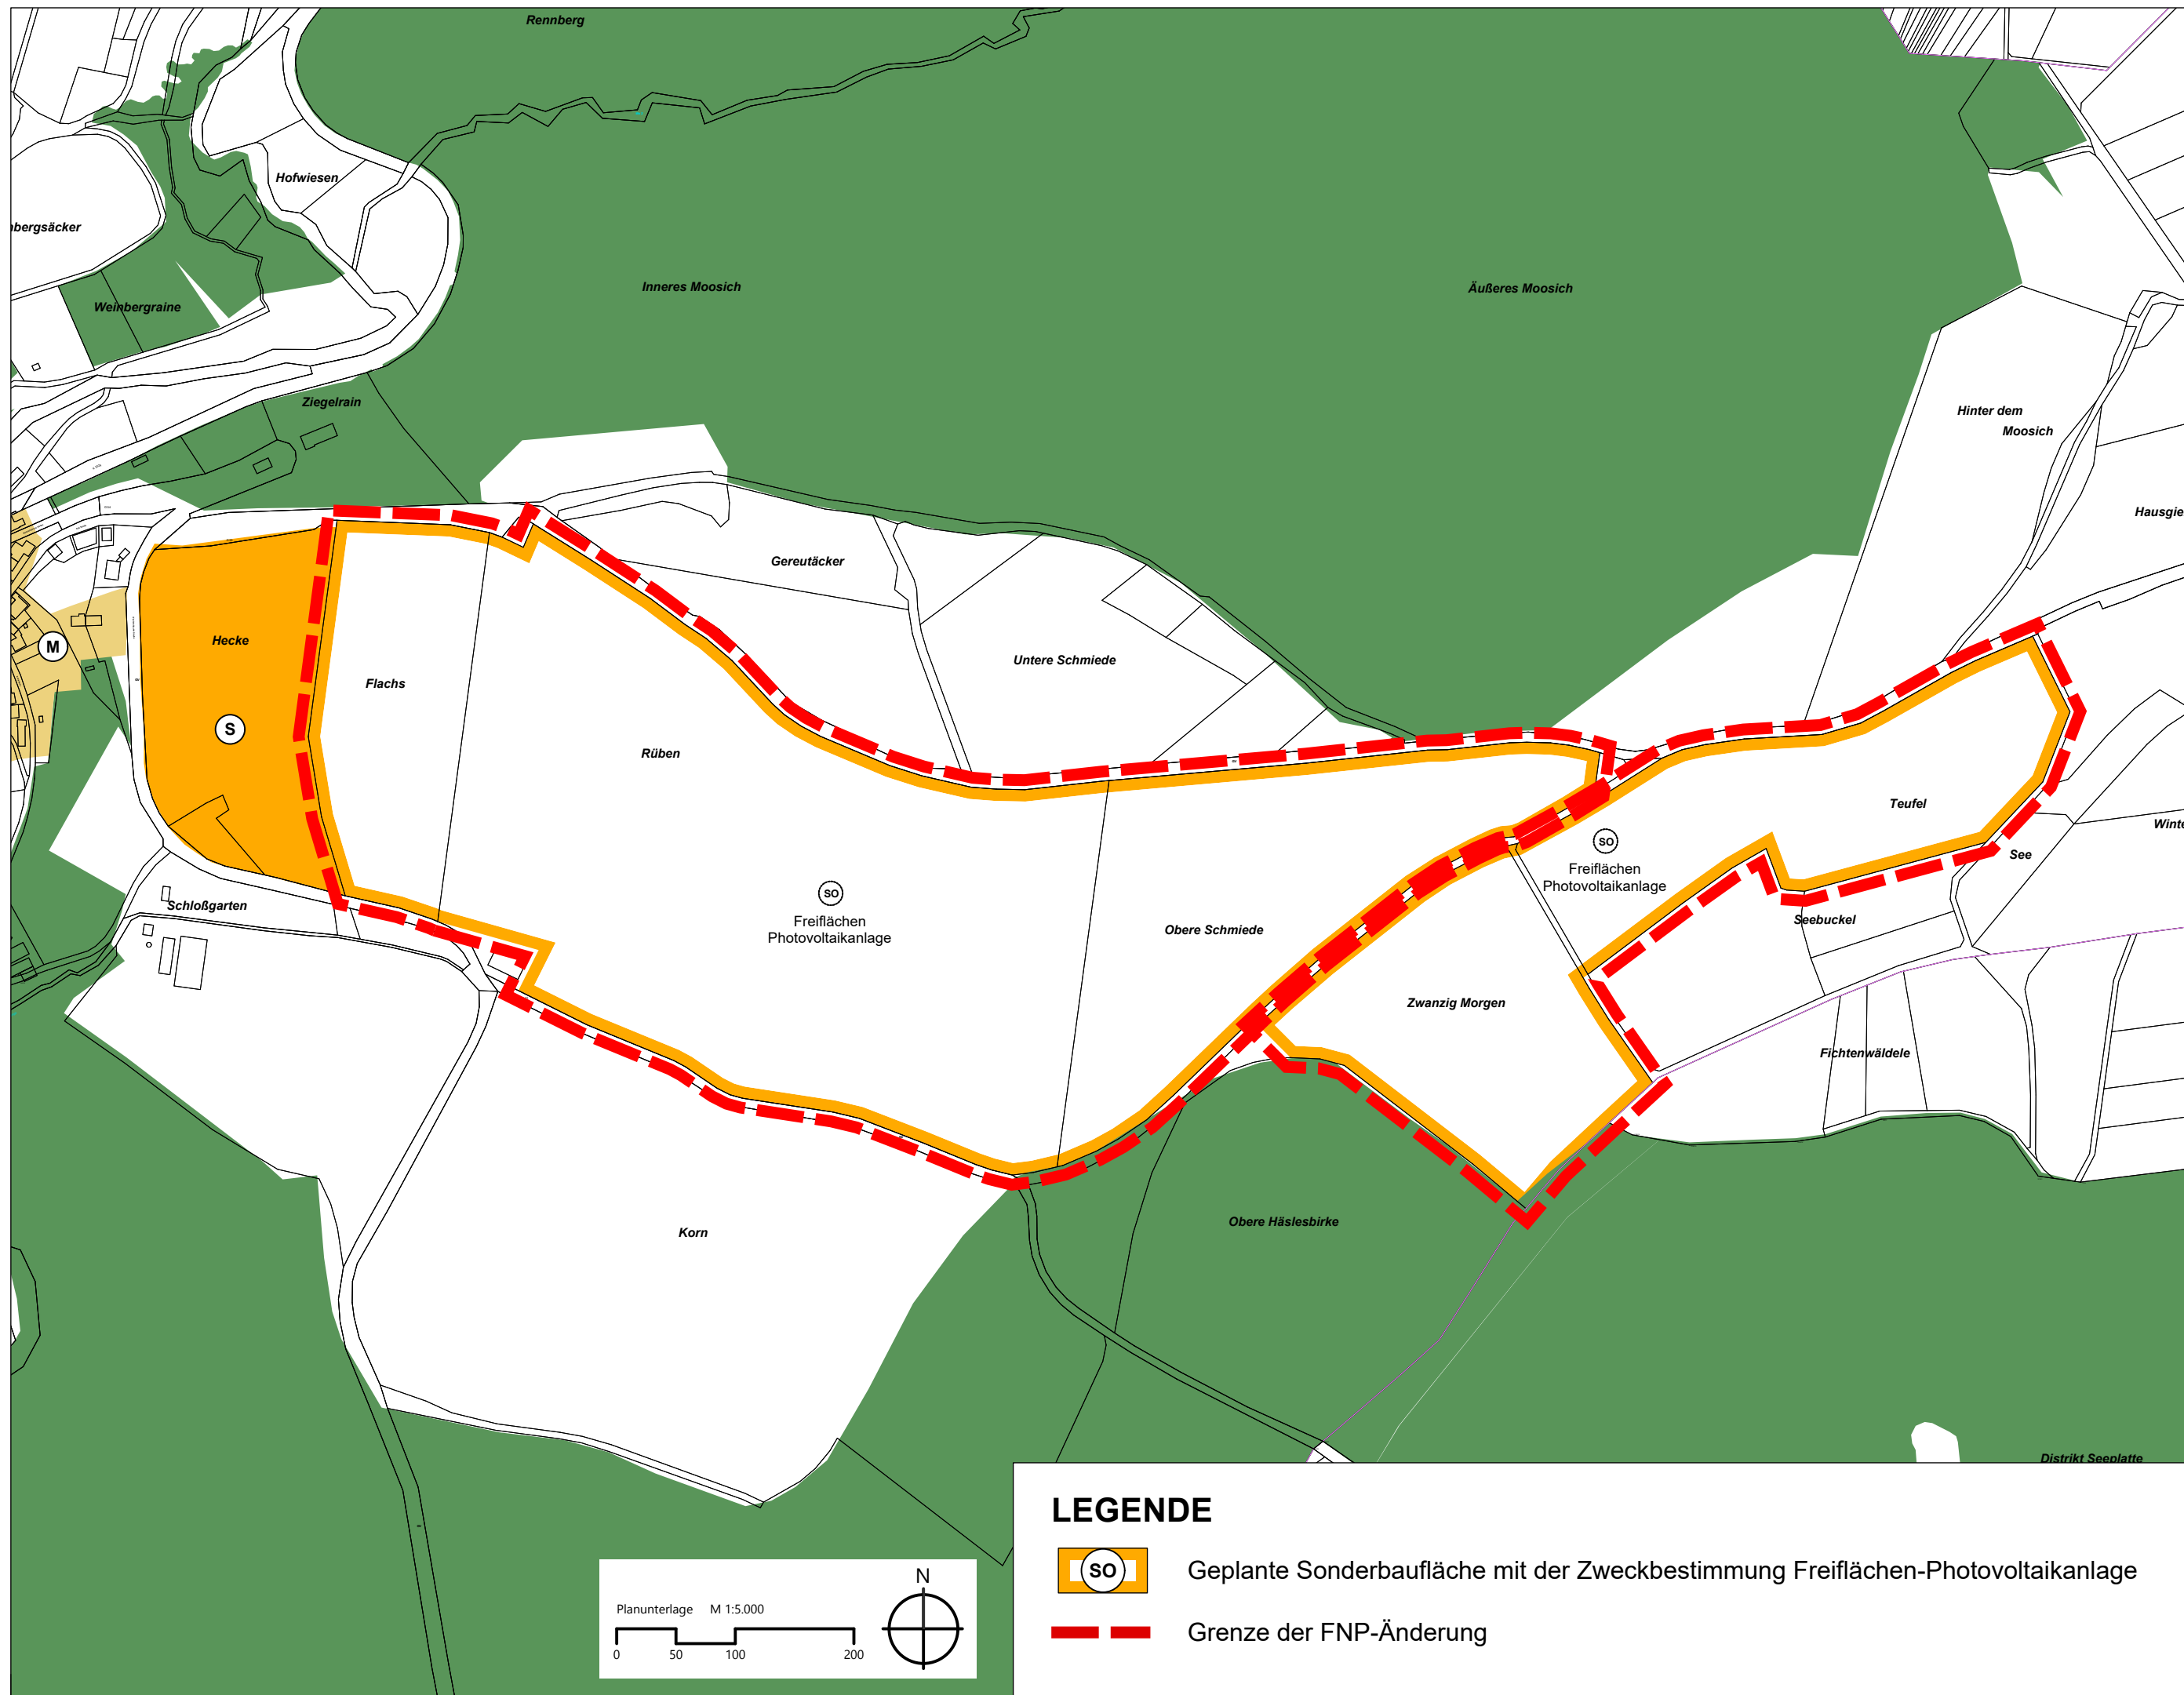 Rennberg
Hofwiesen
nbergsäcker
Weinbergraine
Inneres Moosich
Äußeres Moosich
Ziegelrain
Hinter dem
Moosich
Hausgie
Gereutäcker
Hecke
M
Untere Schmiede
Flachs
S
Rüben
Teufel
Winte
See
SO
Freiflächen
Photovoltaikanlage
SO
Freiflächen
Photovoltaikanlage
Schloßgarten
Obere Schmiede
Seebuckel
Zwanzig Morgen
Fichtenwäldele
Korn
Obere Häslesbirke
Distrikt Seeplatte
LEGENDE
SO Geplante Sonderbaufläche mit der Zweckbestimmung Freiflächen-Photovoltaikanlage
Grenze der FNP-Änderung
N
Planunterlage M 1:5.000
0 50 100 200